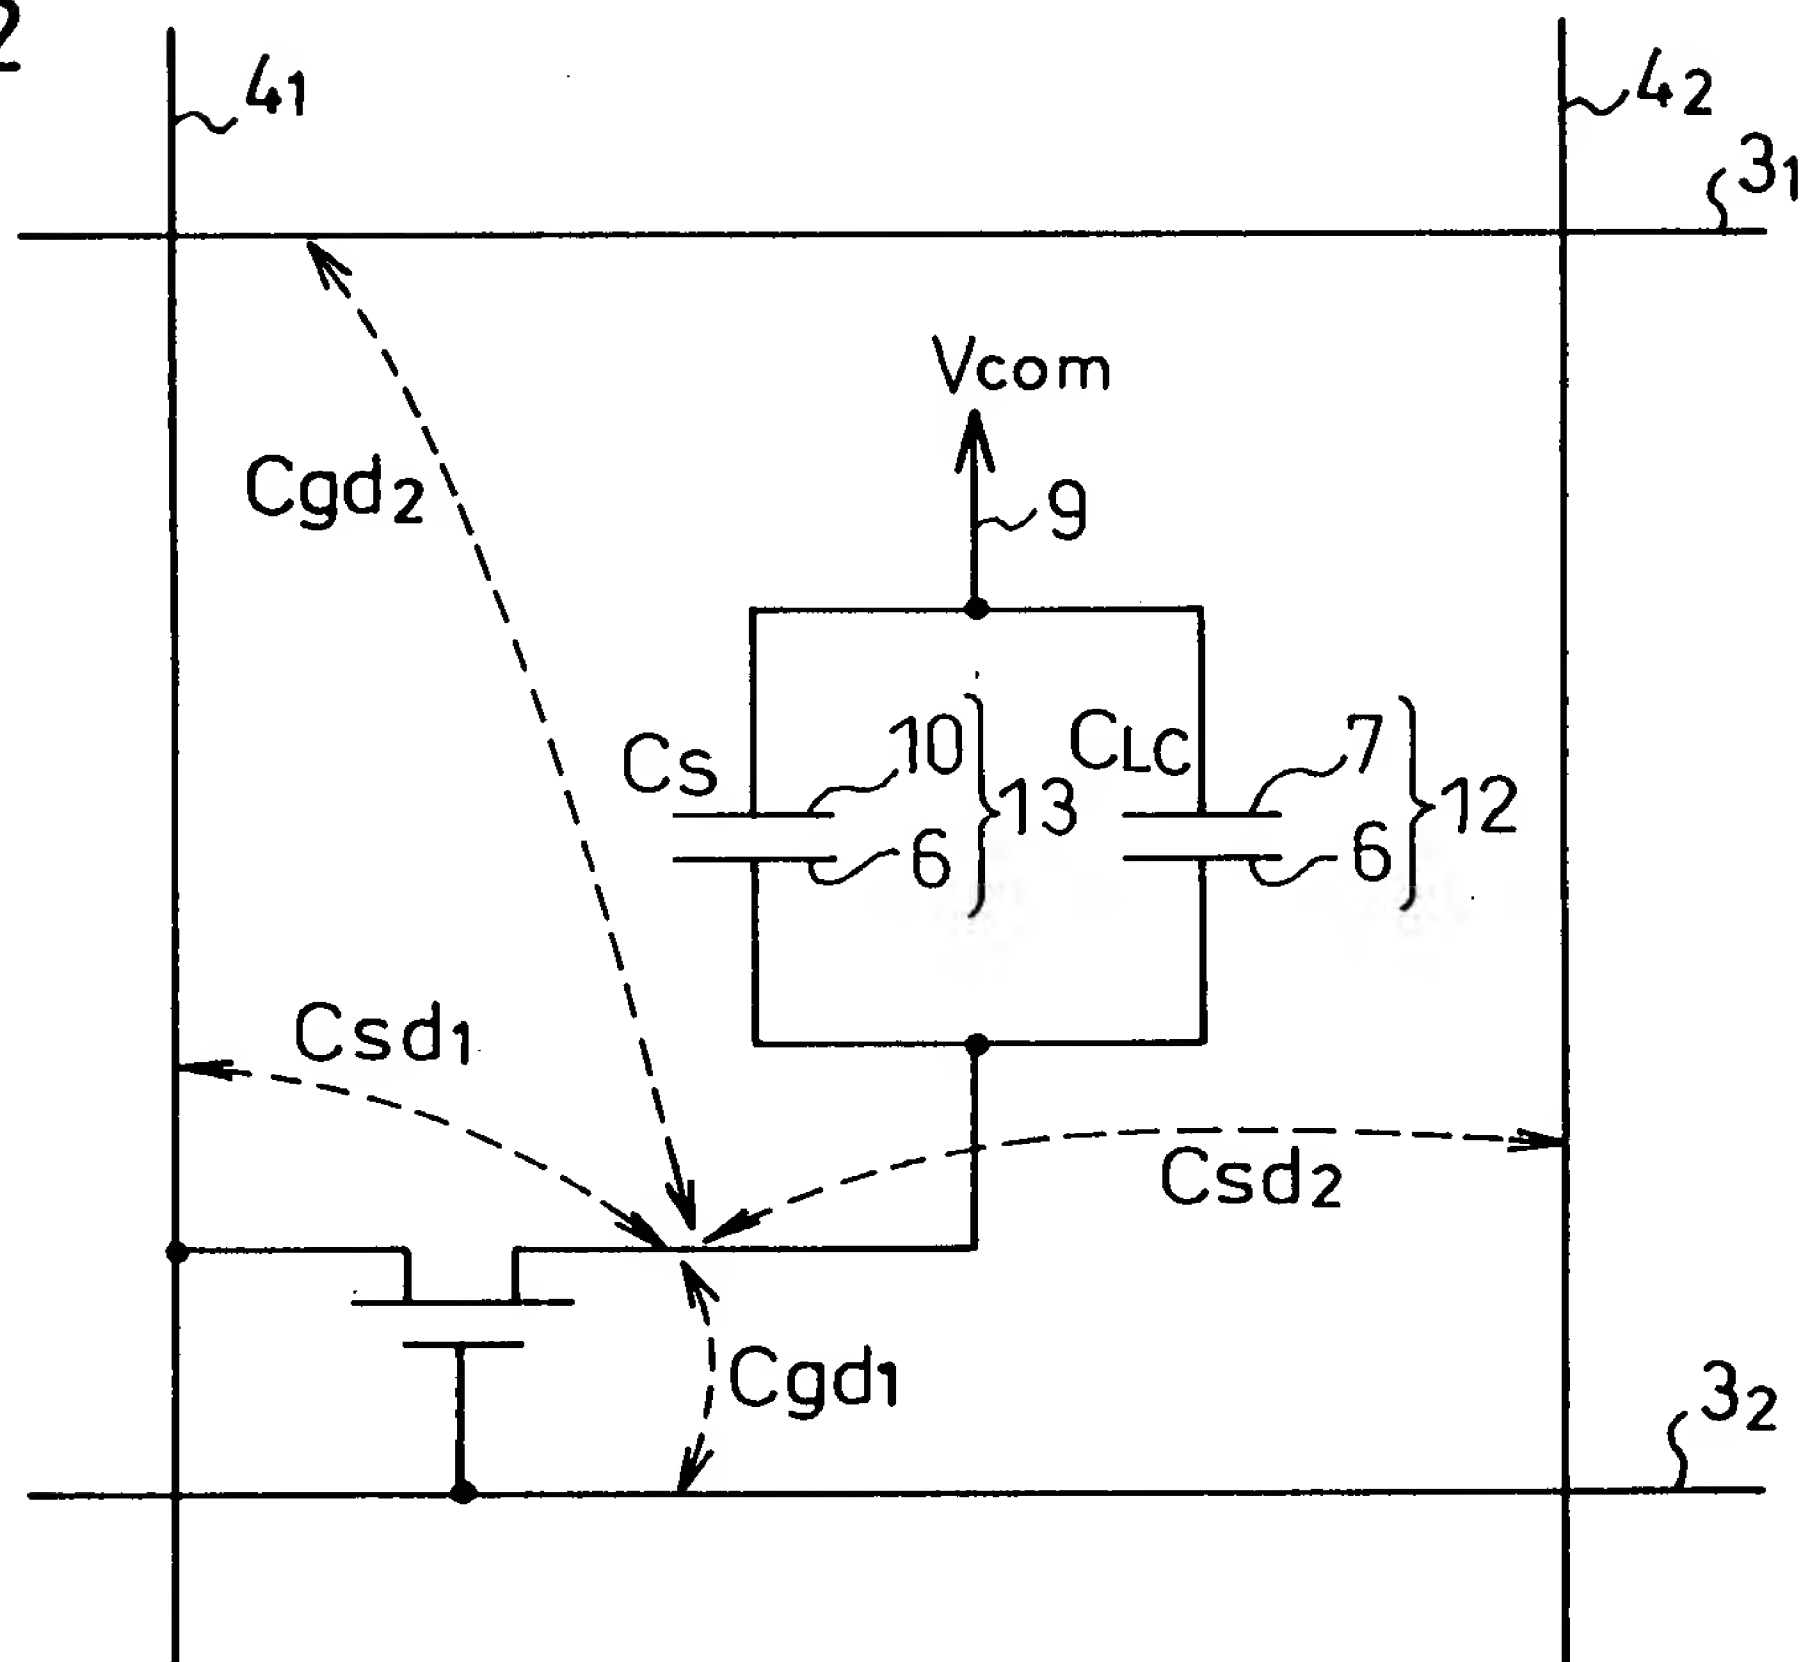 2
4₁
4₂
3₁
Vcom
Cgd₂
9
Cs 10 13 CLC 7 12
6 6
Csd₁
Csd₂
Cgd₁
3₂